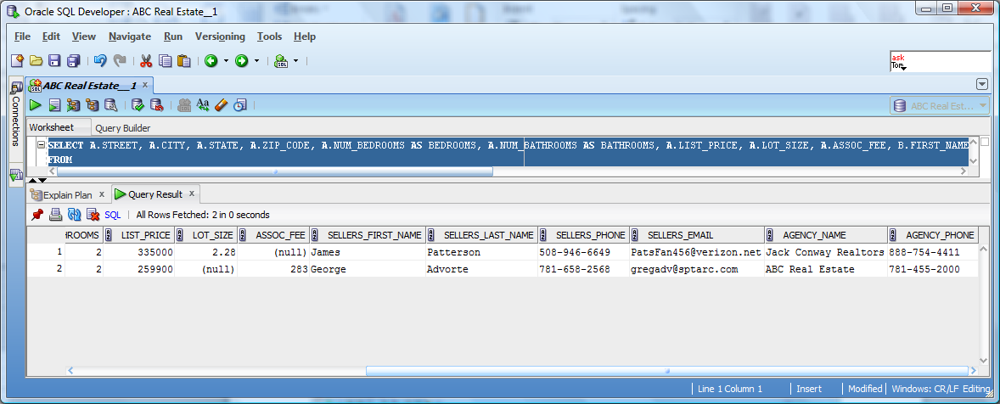 Oracle SQL Developer : ABC Real Estate__1
File Edit View Navigate Run Versioning Tools Help
ask
Tom
ABC Real Estate__1 x
Connections
ABC Real Est...
Worksheet Query Builder
SELECT A.STREET, A.CITY, A.STATE, A.ZIP_CODE, A.NUM_BEDROOMS AS BEDROOMS, A.NUM_BATHROOMS AS BATHROOMS, A.LIST_PRICE, A.LOT_SIZE, A.ASSOC_FEE, B.FIRST_NAME
FROM
Explain Plan x Query Result x
SQL | All Rows Fetched: 2 in 0 seconds
HROOMS LIST_PRICE LOT_SIZE ASSOC_FEE SELLERS_FIRST_NAME SELLERS_LAST_NAME SELLERS_PHONE SELLERS_EMAIL AGENCY_NAME AGENCY_PHONE
1 2 335000 2.28 (null) James Patterson 508-946-6649 PatsFan456@verizon.net Jack Conway Realtors 888-754-4411
2 2 259900 (null) 283 George Advorte 781-658-2568 gregadv@sptarc.com ABC Real Estate 781-455-2000
Line 1 Column 1 Insert Modified Windows: CR/LF Editing